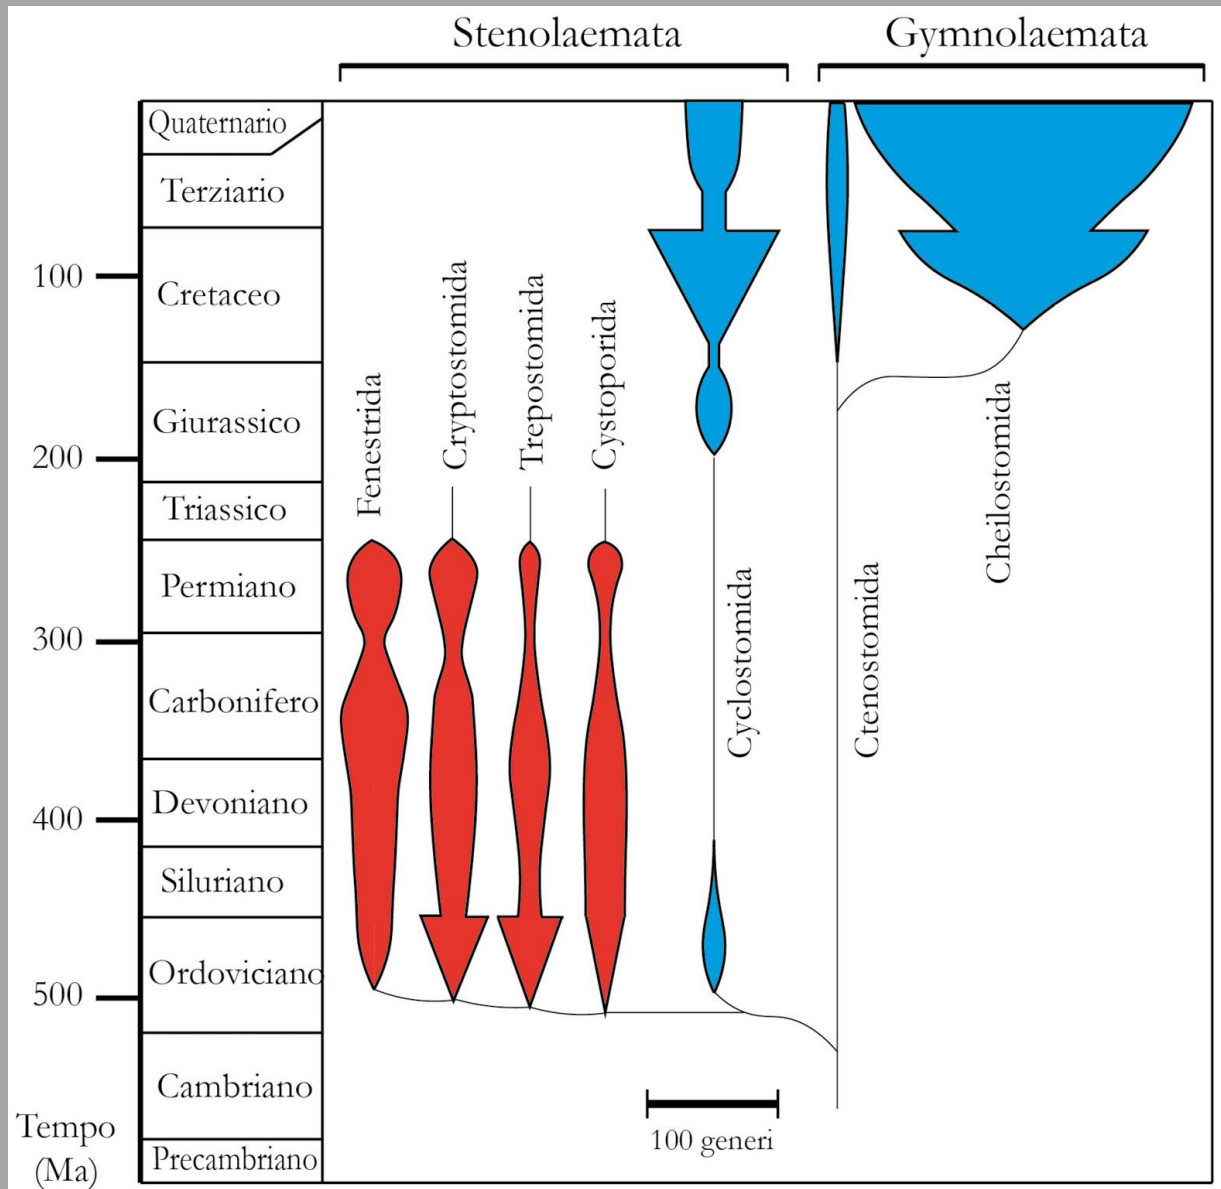 Stenolaemata
Gymnolaemata
Quaternario
Terziario
100
Cretaceo
Giurassico
200
Triassico
Permiano
300
Carbonifero
Devoniano
400
Siluriano
Ordoviciano
500
Cambriano
Tempo
(Ma)
Precambriano
Fenestrida
Cryptostomida
Trepostomida
Cystoporida
Cyclostomida
Ctenostomida
Cheilostomida
100 generi